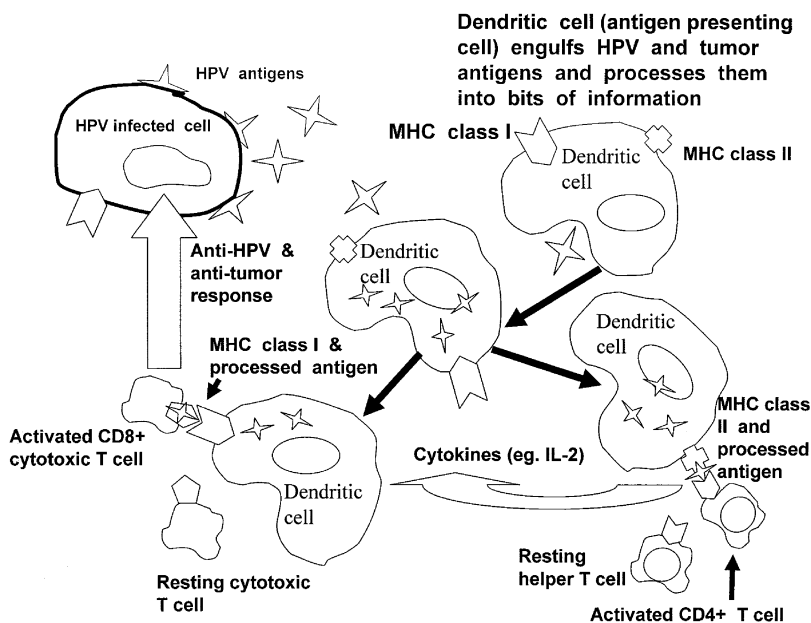 Dendritic cell (antigen presenting
cell) engulfs HPV and tumor
antigens and processes them
into bits of information
HPV antigens
HPV infected cell
MHC class I
Dendritic
cell
MHC class II
Anti-HPV &
anti-tumor
response
Dendritic
cell
Dendritic
cell
MHC class I &
processed antigen
MHC class
II and
processed
antigen
Activated CD8+
cytotoxic T cell
Cytokines (eg. IL-2)
Dendritic
cell
Resting cytotoxic
T cell
Resting
helper T cell
Activated CD4+ T cell